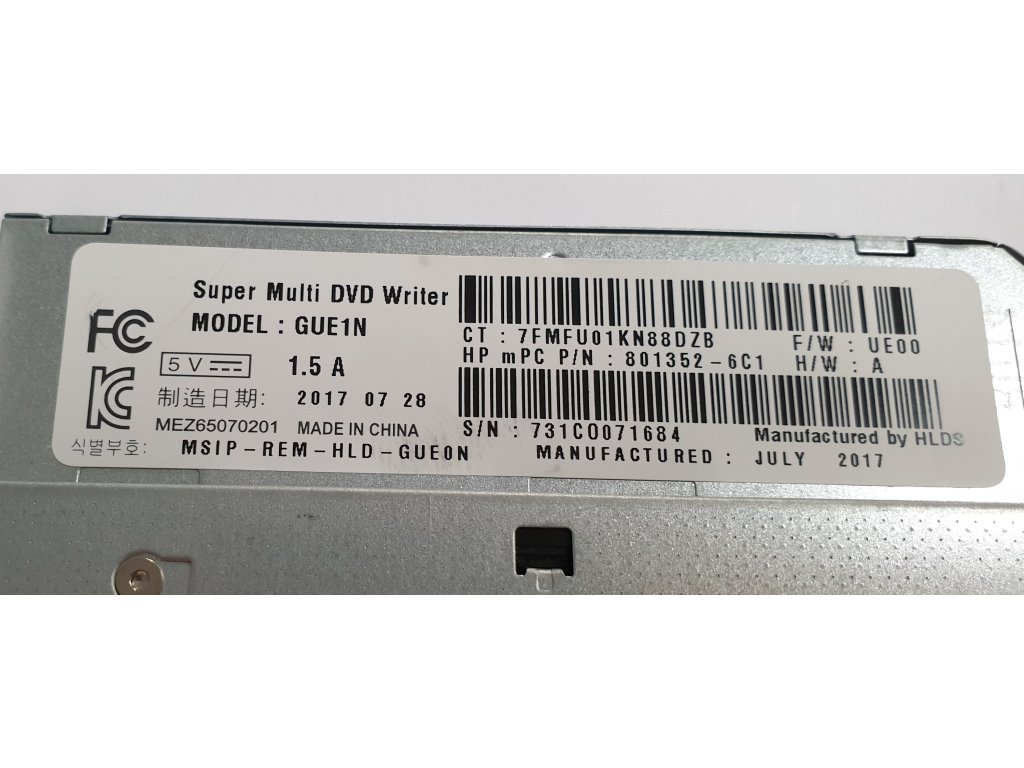 Super Multi DVD Writer
MODEL : GUE1N
FC
5 V
1.5 A
KC
制造日期: 2017 07 28
MEZ65070201 MADE IN CHINA
식별부호: MSIP-REM-HLD-GUE0N
CT : 7FMFU01KN88DZB F/W : UE00
HP mPC P/N : 801352-6C1 H/W : A
S/N : 731CO071684 Manufactured by HLDS
MANUFACTURED : JULY 2017